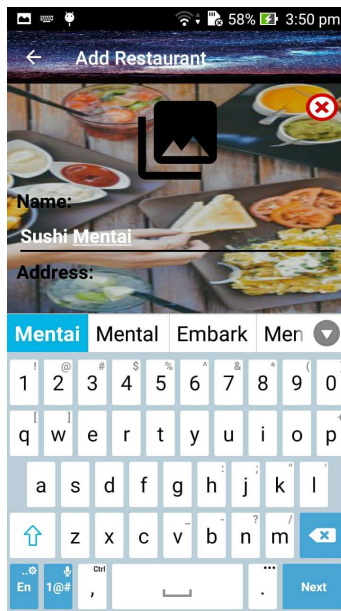 58% 3:50 pm
Add Restaurant
Name:
Sushi Mentai
Address:
Mentai Mental Embark Men
! @ # $ % ^ & * ( )
1 2 3 4 5 6 7 8 9 0
[ ]
q w e r t y u i o p
: ; " '
a s d f g h j k l
_ - ? /
z x c v b n m
Ctrl
En 1@# , . Next